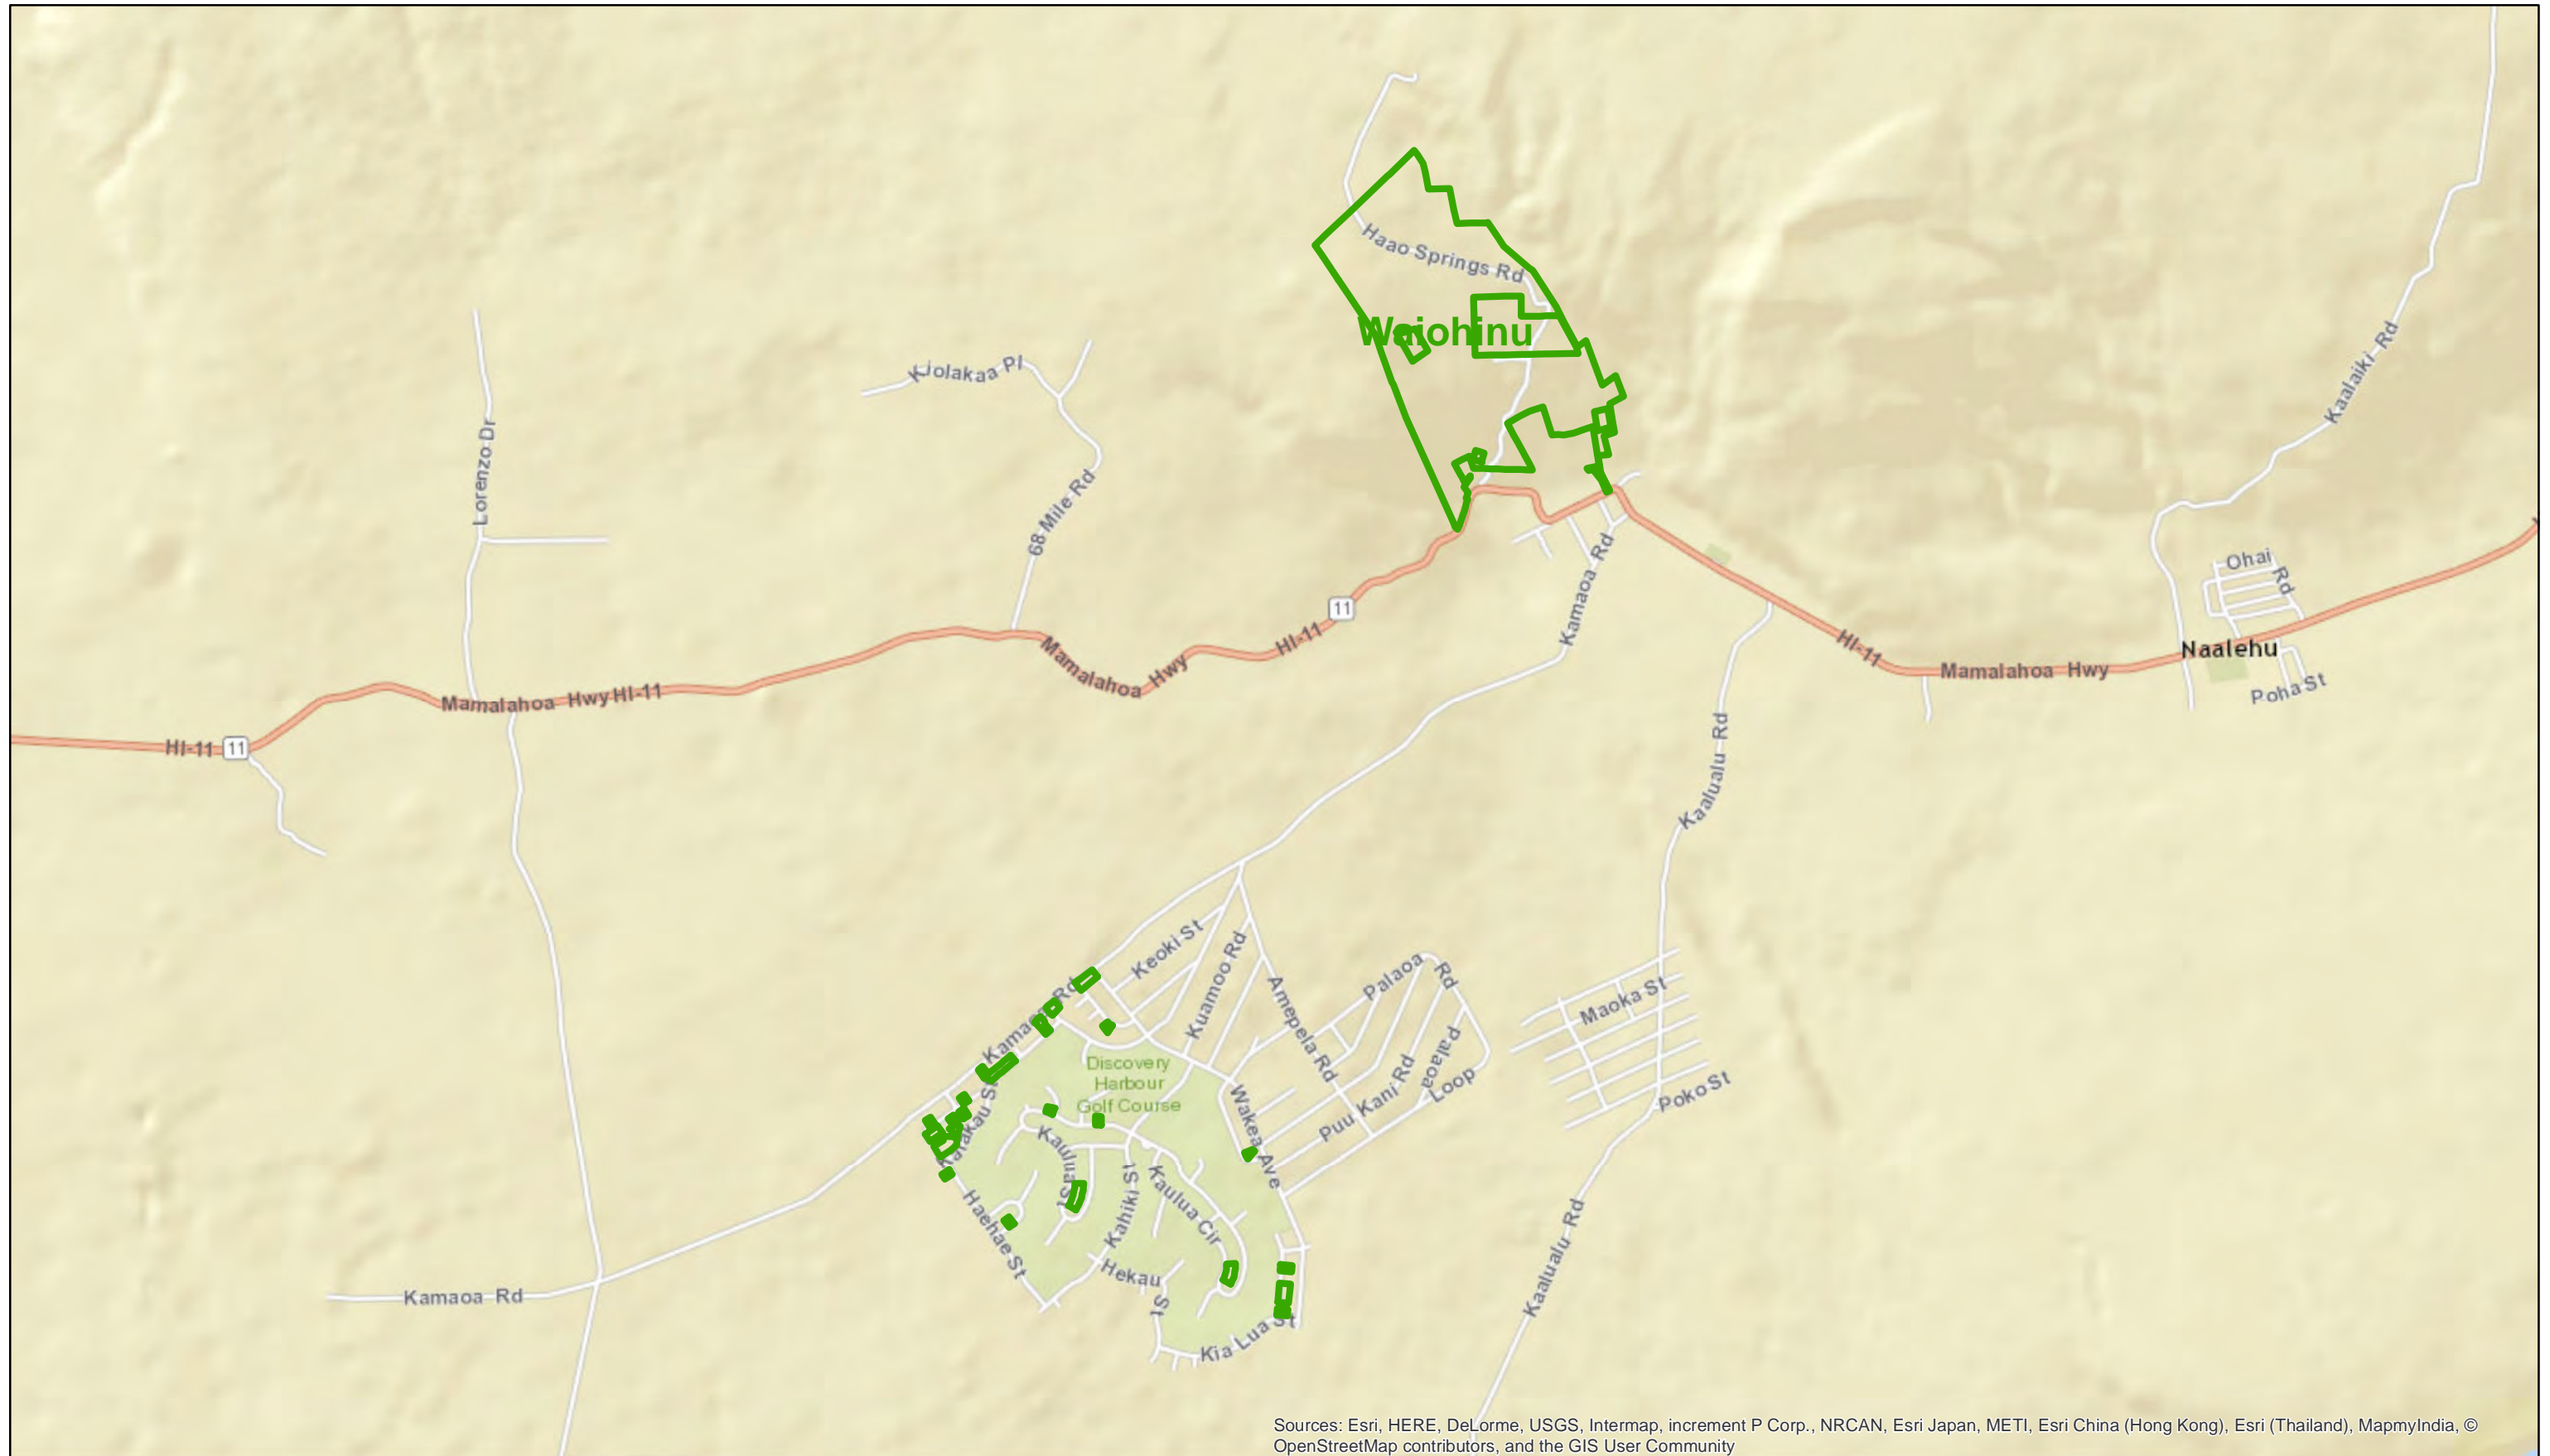 Haao Springs Rd
Waiohinu
Kiolakaa Pl
Kaalaiki Rd
Lorenzo Dr
68 Mile Rd
Ohai Rd
Kamaoa Rd
11
HI-11
HI-11
Naalehu
Mamalahoa Hwy
Mamalahoa Hwy
Poha St
Mamalahoa Hwy HI-11
HI-11 11
Kaalualu Rd
Keoki St
Kuamoo Rd
Palaoa Rd
Amepela Rd
Maoka St
Kamaoa Rd
Discovery
Harbour
Golf Course
Palaoa Loop
Puu Kani Rd
Poko St
Wakea Ave
Kaulua St
Kahiki St
Kaulua Cir
Haehae St
Hekau St
Kaalualu Rd
Kamaoa Rd
Kia Lua St
Sources: Esri, HERE, DeLorme, USGS, Intermap, increment P Corp., NRCAN, Esri Japan, METI, Esri China (Hong Kong), Esri (Thailand), MapmyIndia, ©
OpenStreetMap contributors, and the GIS User Community